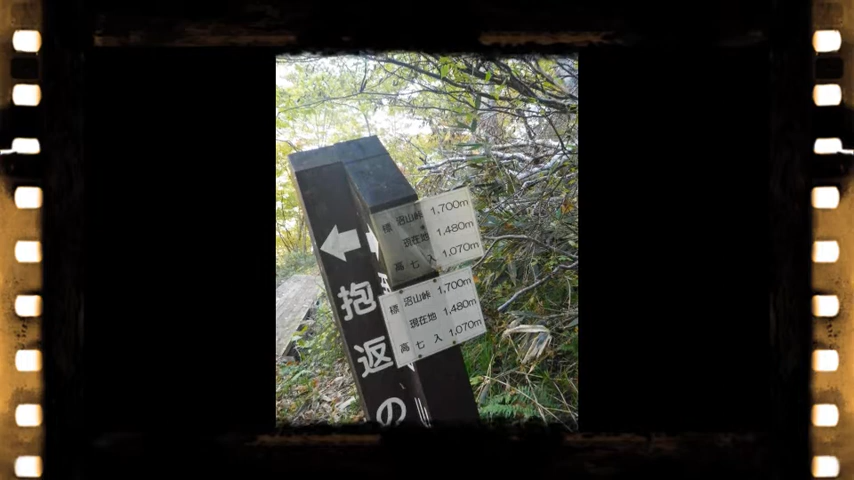 抱返の
標 沼山峠 1,700m
現在地 1,480m
高 七 入 1,070m
標 沼山峠 1,700m
現在地 1,480m
高 七 入 1,070m